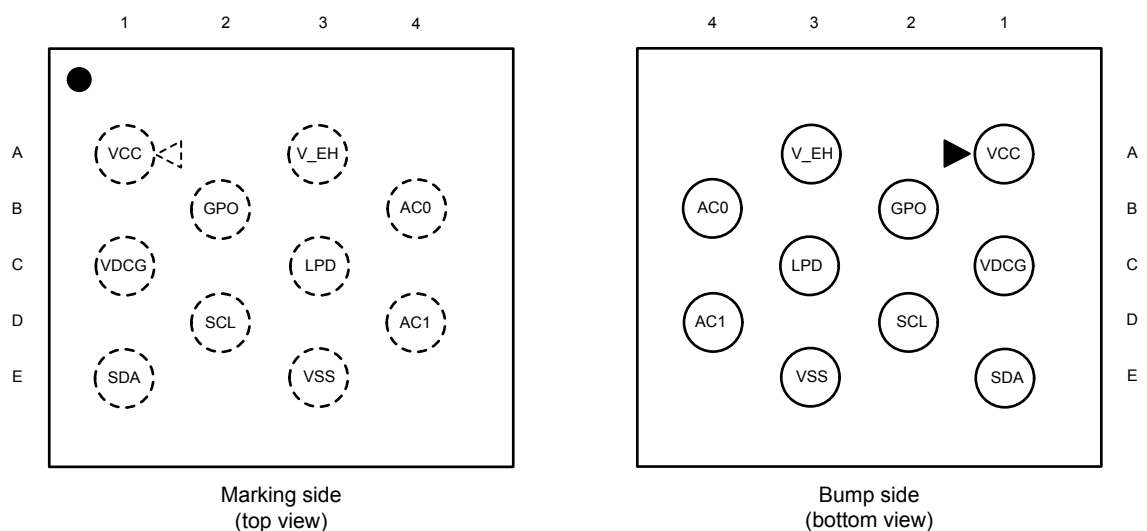 1 2 3 4
A VCC V_EH
B GPO AC0
C VDCG LPD
D SCL AC1
E SDA VSS
Marking side
(top view)
4 3 2 1
V_EH VCC A
AC0 GPO B
LPD VDCG C
AC1 SCL D
VSS SDA E
Bump side
(bottom view)